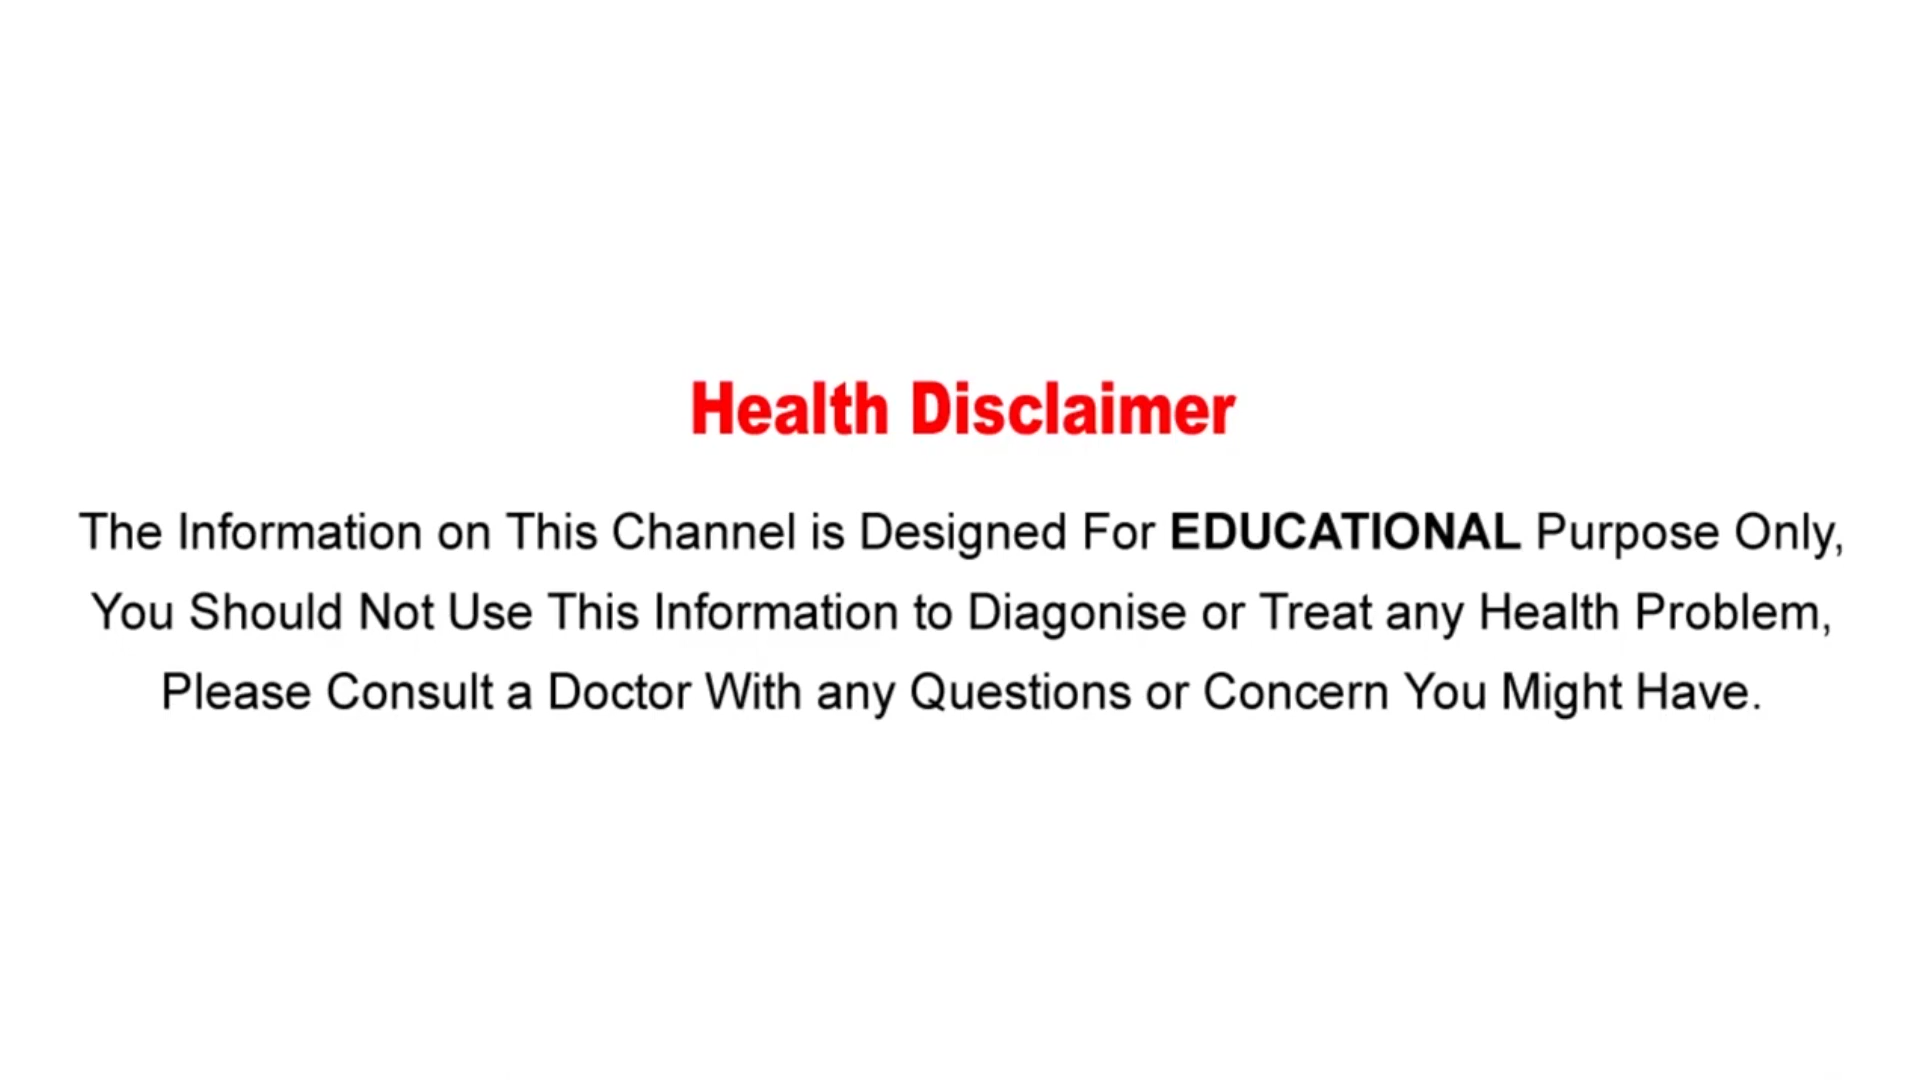 Health Disclaimer
The Information on This Channel is Designed For EDUCATIONAL Purpose Only,
You Should Not Use This Information to Diagonise or Treat any Health Problem,
Please Consult a Doctor With any Questions or Concern You Might Have.